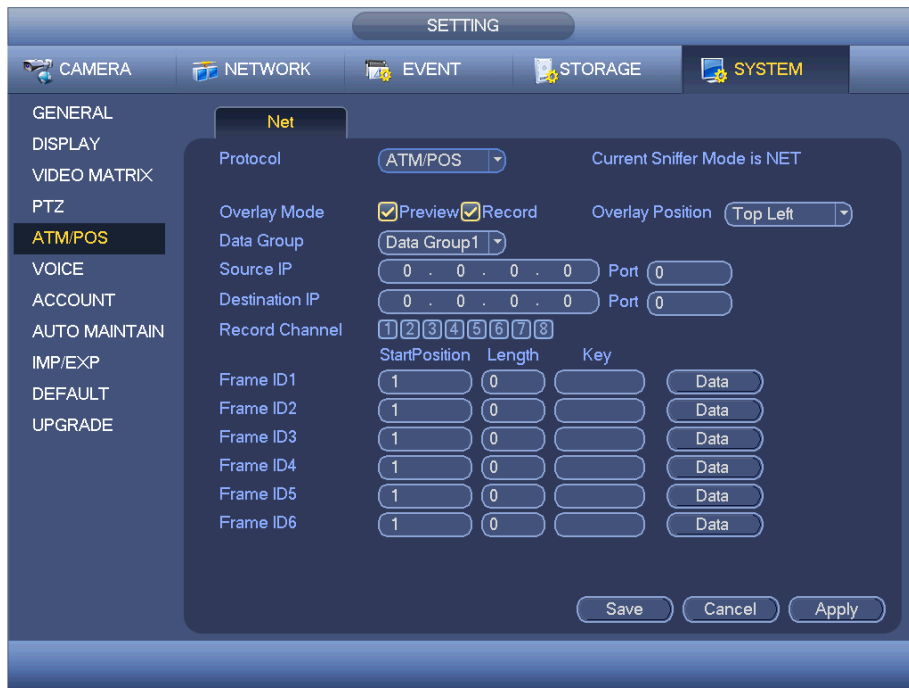 SETTING
CAMERA NETWORK EVENT STORAGE SYSTEM
GENERAL
DISPLAY
VIDEO MATRIX
PTZ
ATM/POS
VOICE
ACCOUNT
AUTO MAINTAIN
IMP/EXP
DEFAULT
UPGRADE
Net
Protocol ATM/POS Current Sniffer Mode is NET
Overlay Mode Preview Record Overlay Position Top Left
Data Group Data Group1
Source IP 0 . 0 . 0 . 0 Port 0
Destination IP 0 . 0 . 0 . 0 Port 0
Record Channel 1 2 3 4 5 6 7 8
StartPosition Length Key
Frame ID1 1 0 Data
Frame ID2 1 0 Data
Frame ID3 1 0 Data
Frame ID4 1 0 Data
Frame ID5 1 0 Data
Frame ID6 1 0 Data
Save Cancel Apply